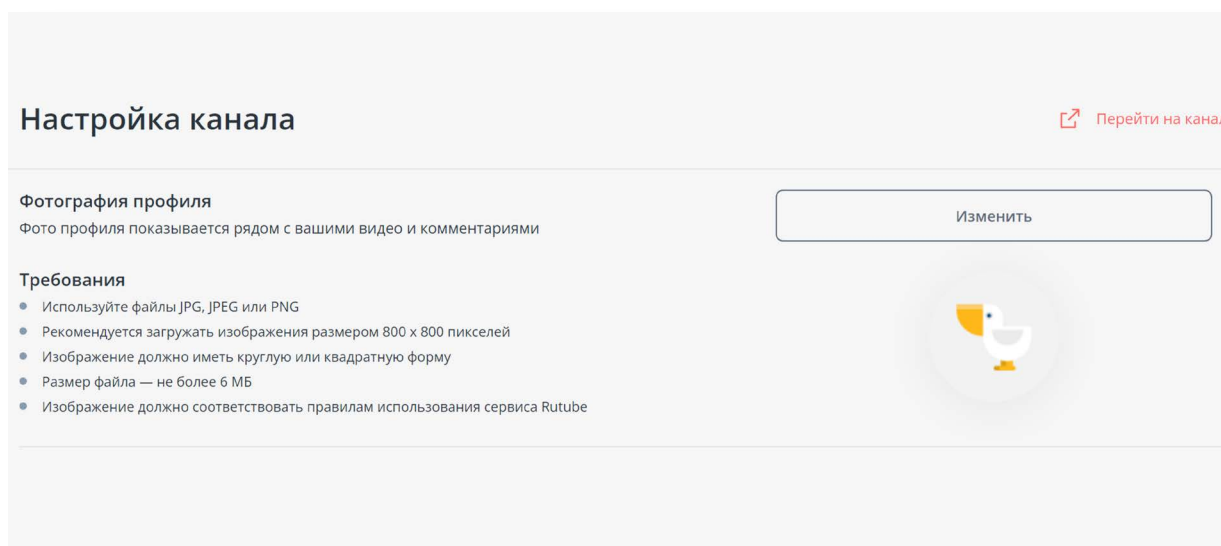 Настройка канала
Перейти на канал
Фотография профиля
Фото профиля показывается рядом с вашими видео и комментариями
Изменить
Требования
Используйте файлы JPG, JPEG или PNG
Рекомендуется загружать изображения размером 800 x 800 пикселей
Изображение должно иметь круглую или квадратную форму
Размер файла — не более 6 МБ
Изображение должно соответствовать правилам использования сервиса Rutube